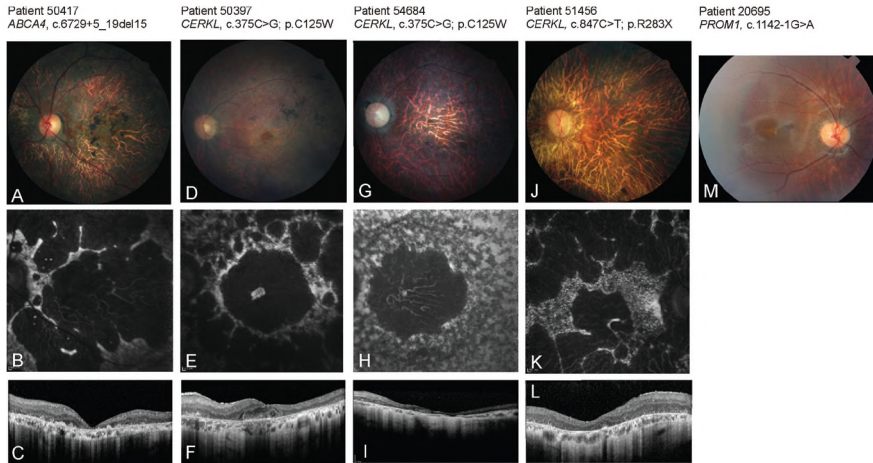 Patient 50417
ABCA4, c.6729+5_19del15
Patient 50397
CERKL, c.375C>G; p.C125W
Patient 54684
CERKL, c.375C>G; p.C125W
Patient 51456
CERKL, c.847C>T; p.R283X
Patient 20695
PROM1, c.1142-1G>A
A
D
G
J
M
B
E
H
K
C
F
I
L